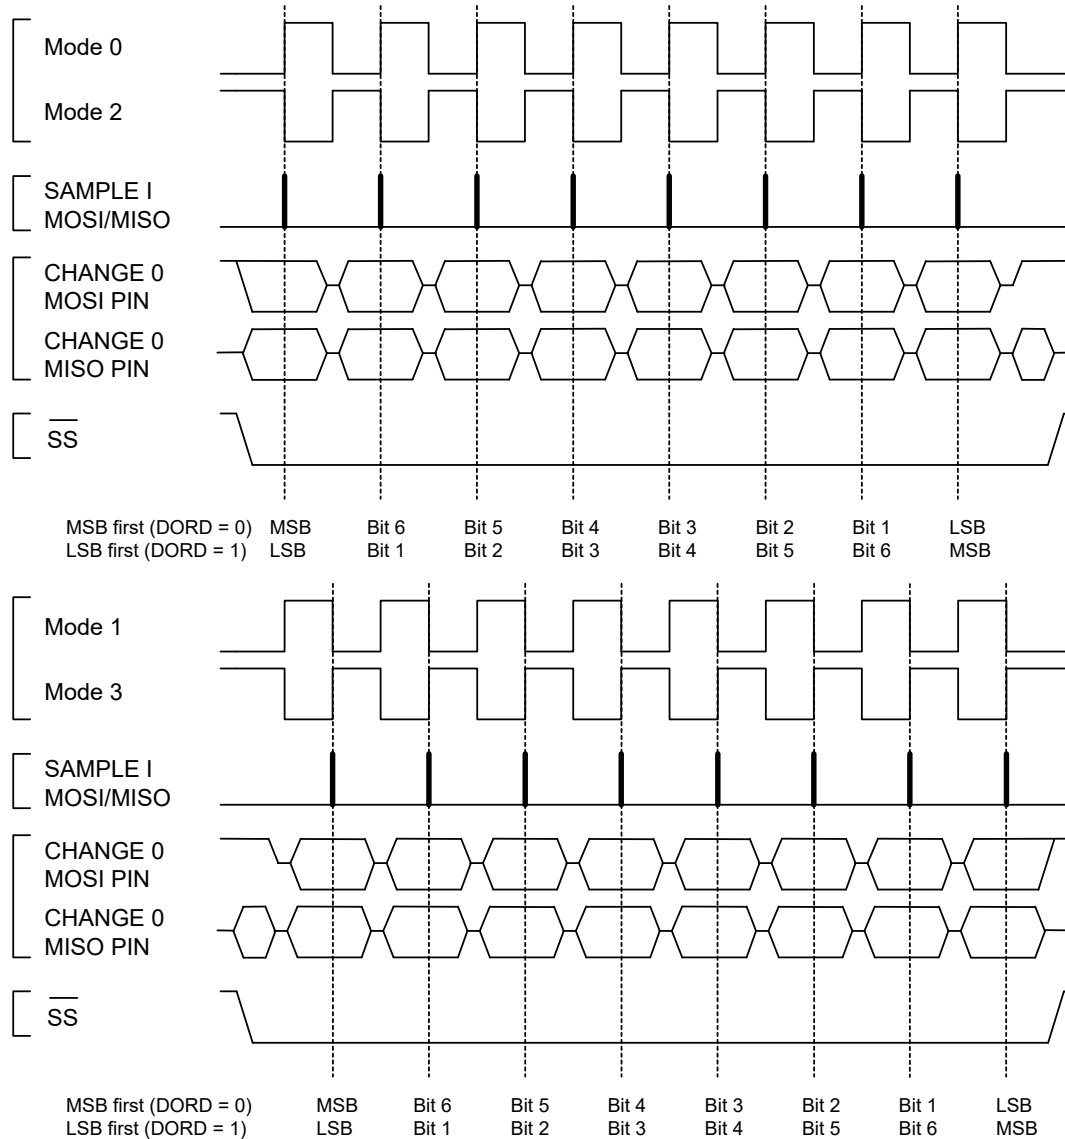 Mode 0
Mode 2
SAMPLE I
MOSI/MISO
CHANGE 0
MOSI PIN
CHANGE 0
MISO PIN
SS
MSB first (DORD = 0) MSB Bit 6 Bit 5 Bit 4 Bit 3 Bit 2 Bit 1 LSB
LSB first (DORD = 1) LSB Bit 1 Bit 2 Bit 3 Bit 4 Bit 5 Bit 6 MSB
Mode 1
Mode 3
SAMPLE I
MOSI/MISO
CHANGE 0
MOSI PIN
CHANGE 0
MISO PIN
SS
MSB first (DORD = 0) MSB Bit 6 Bit 5 Bit 4 Bit 3 Bit 2 Bit 1 LSB
LSB first (DORD = 1) LSB Bit 1 Bit 2 Bit 3 Bit 4 Bit 5 Bit 6 MSB